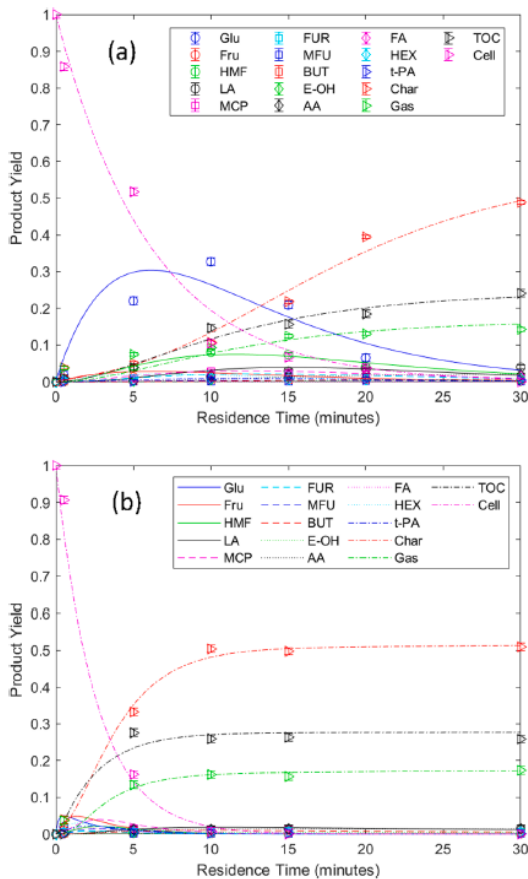 (a)
Glu FUR FA TOC
Fru MFU HEX Cell
HMF BUT t-PA
LA E-OH Char
MCP AA Gas
1
0.9
0.8
0.7
0.6
0.5
0.4
0.3
0.2
0.1
0.00
Product Yield
0 5 10 15 20 25 30
Residence Time (minutes)
(b)
Glu FUR FA TOC
Fru MFU HEX Cell
HMF BUT t-PA
LA E-OH Char
MCP AA Gas
1
0.9
0.8
0.7
0.6
0.5
0.4
0.3
0.2
0.1
0.00
Product Yield
0 5 10 15 20 25 30
Residence Time (minutes)